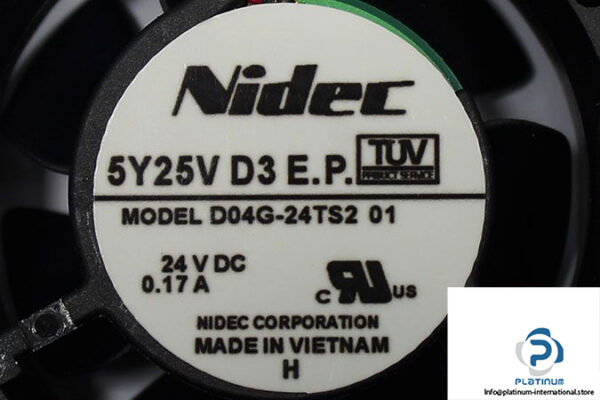 Nidec
5Y25V D3 E.P. TUV
PRODUCT SERVICE
MODEL D04G-24TS2 01
24 V DC
0.17 A
c RU US
NIDEC CORPORATION
MADE IN VIETNAM
H
PLATINUM
info@platinum-international.store